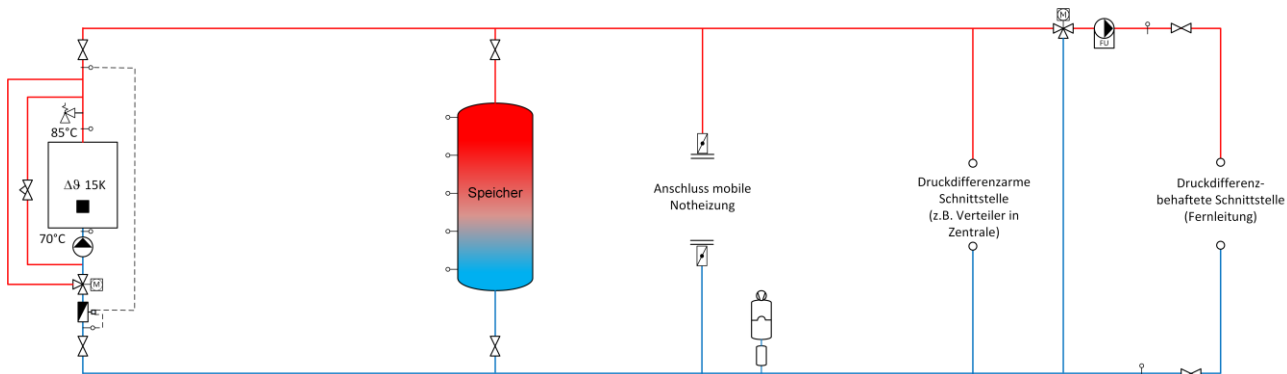 M
FU
85°C
Δϑ 15K
70°C
M
Speicher
Anschluss mobile
Notheizung
Druckdifferenzarme
Schnittstelle
(z.B. Verteiler in
Zentrale)
Druckdifferenz-
behaftete Schnittstelle
(Fernleitung)